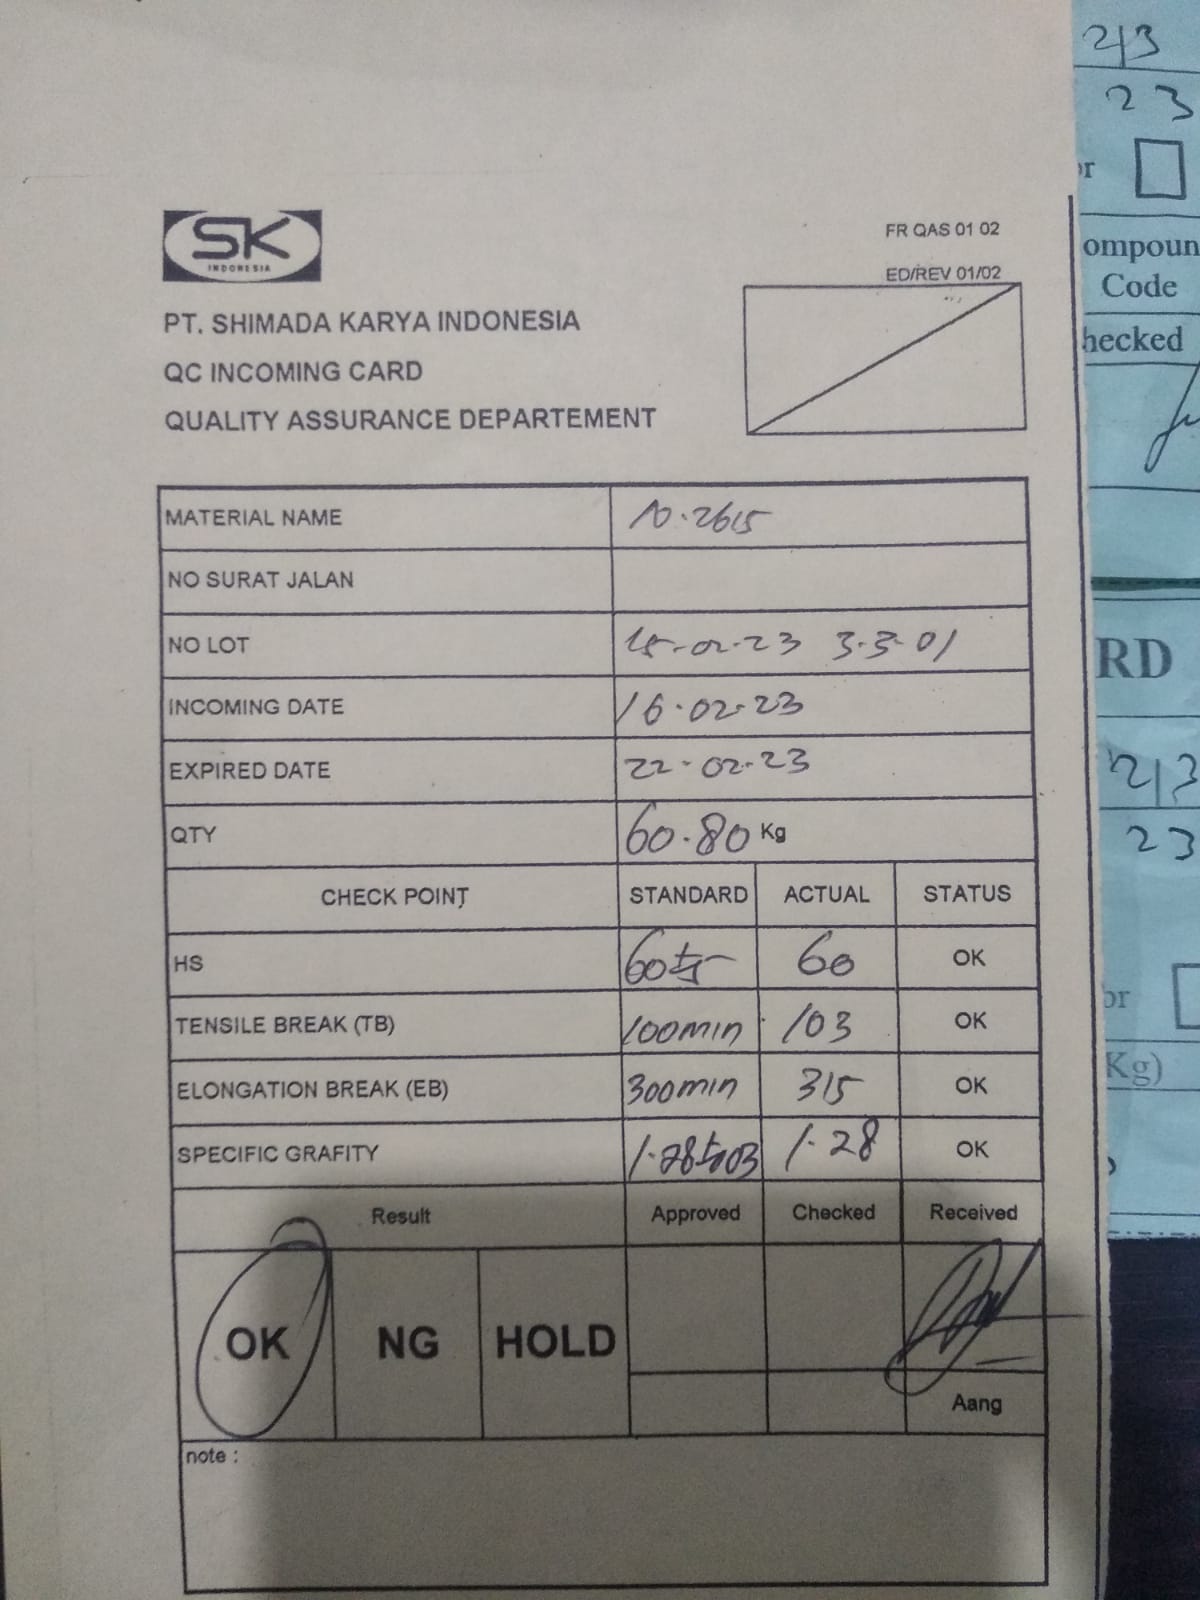 SK
INDONESIA
FR QAS 01 02
ED/REV 01/02
PT. SHIMADA KARYA INDONESIA
QC INCOMING CARD
QUALITY ASSURANCE DEPARTEMENT
MATERIAL NAME 10.2615
NO SURAT JALAN
NO LOT 15-02-23 3-3-01
INCOMING DATE 16.02-23
EXPIRED DATE 22-02-23
QTY 60.80 Kg
CHECK POINT STANDARD ACTUAL STATUS
HS 60±5 60 OK
TENSILE BREAK (TB) 100min 103 OK
ELONGATION BREAK (EB) 300min 315 OK
SPECIFIC GRAFITY 1.28±0.03 1.28 OK
Result Approved Checked Received
OK NG HOLD
Aang
note :
2/3
23
or
ompoun
Code
hecked
RD
2/3
23
or
Kg)